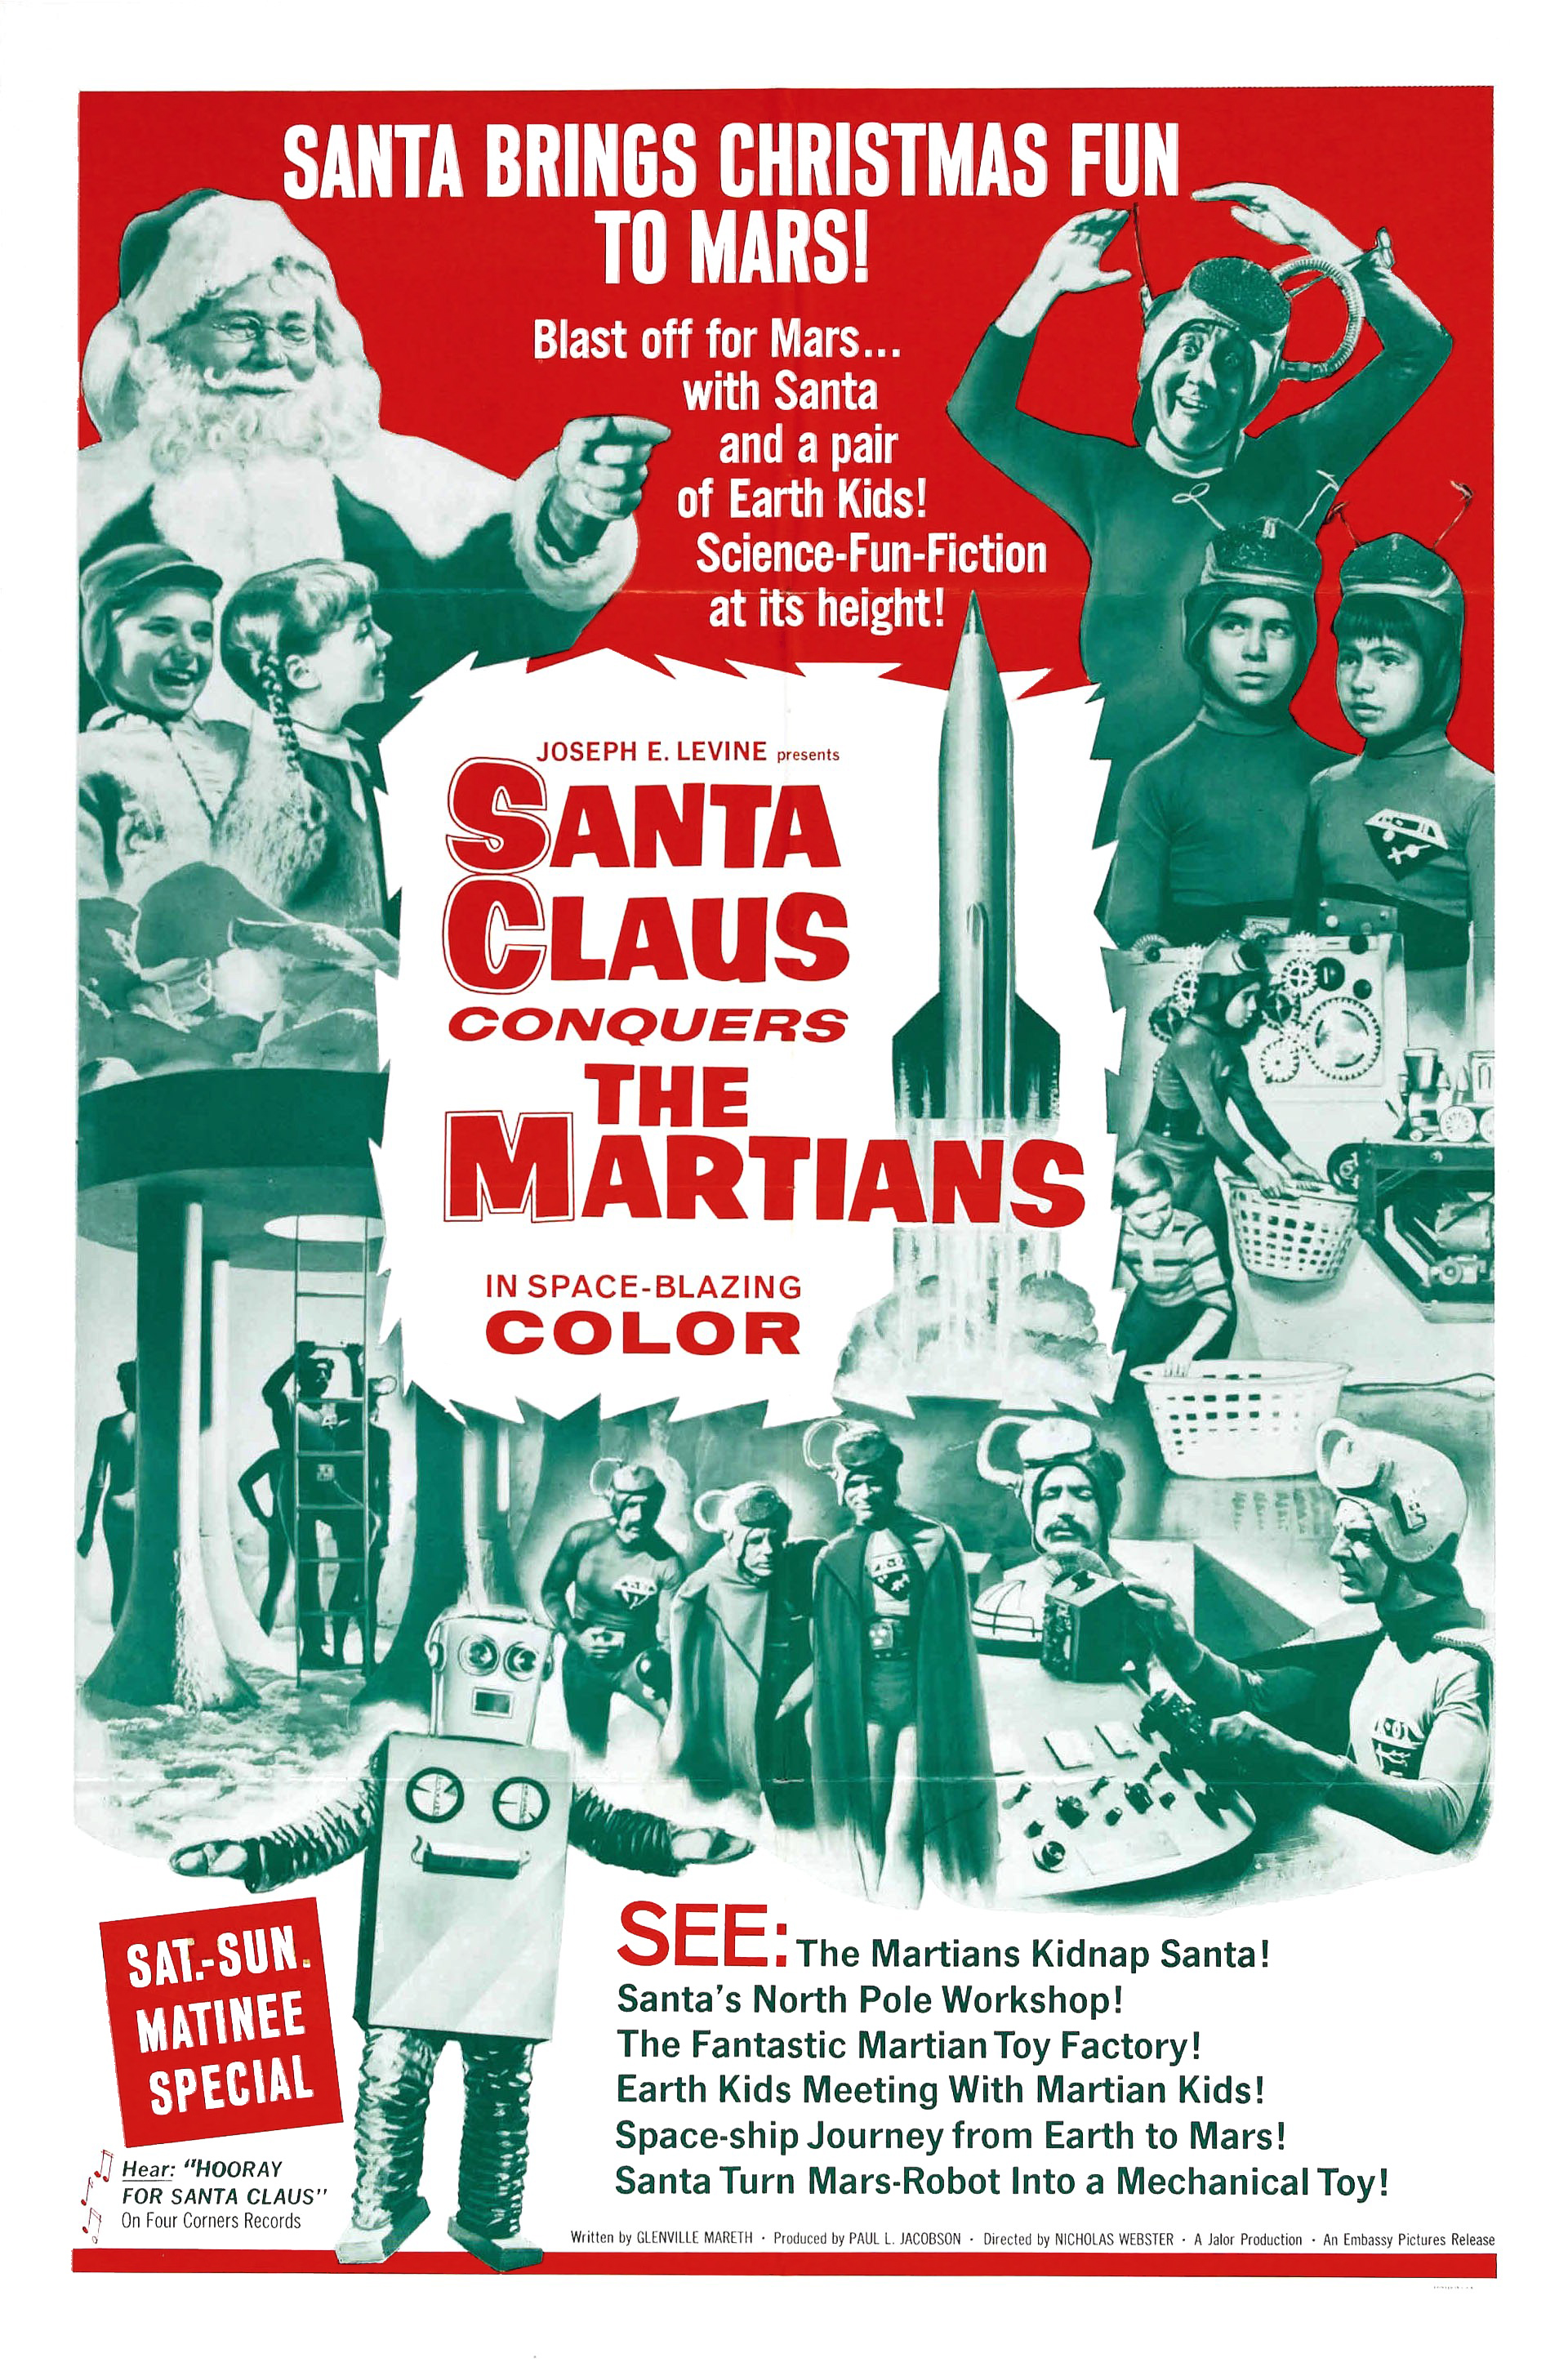 SANTA BRINGS CHRISTMAS FUN
TO MARS!
Blast off for Mars...
with Santa
and a pair
of Earth Kids!
Science-Fun-Fiction
at its height!
JOSEPH E. LEVINE presents
SANTA
CLAUS
CONQUERS
THE
MARTIANS
IN SPACE-BLAZING
COLOR
SAT.-SUN.
MATINEE
SPECIAL
Hear: "HOORAY
FOR SANTA CLAUS"
On Four Corners Records
SEE: The Martians Kidnap Santa!
Santa's North Pole Workshop!
The Fantastic Martian Toy Factory!
Earth Kids Meeting With Martian Kids!
Space-ship Journey from Earth to Mars!
Santa Turn Mars-Robot Into a Mechanical Toy!
Written by GLENVILLE MARETH · Produced by PAUL L. JACOBSON · Directed by NICHOLAS WEBSTER · A Jalor Production · An Embassy Pictures Release